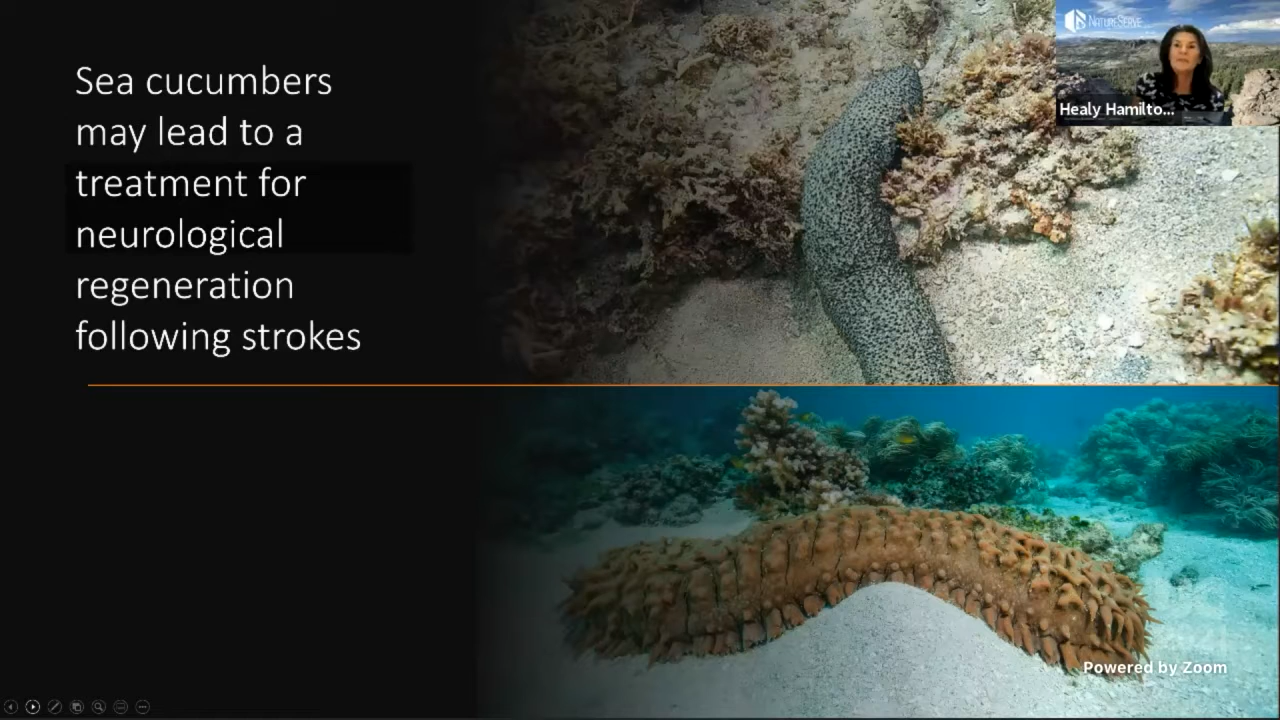 Sea cucumbers
may lead to a
treatment for
neurological
regeneration
following strokes
NATURESERVE
Healy Hamilto...
Powered by Zoom